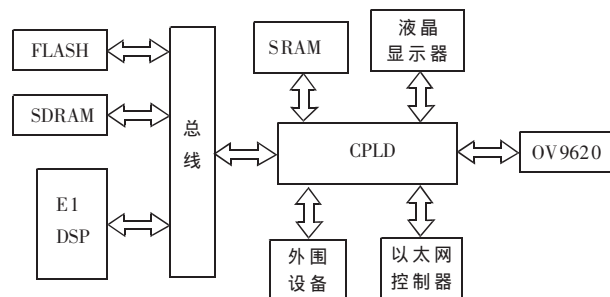 FLASH
SDRAM
E1
DSP
总
线
SRAM
液晶
显示器
CPLD
OV9620
外围
设备
以太网
控制器